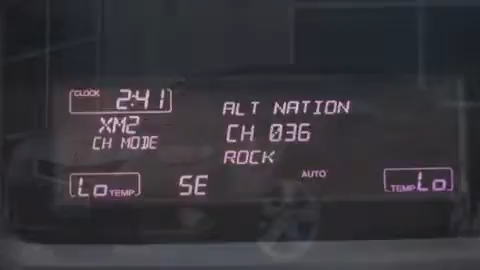 CLOCK 2:41
XM2
CH MODE
ALT NATION
CH 036
ROCK
Lo TEMP
SE
AUTO
TEMP Lo